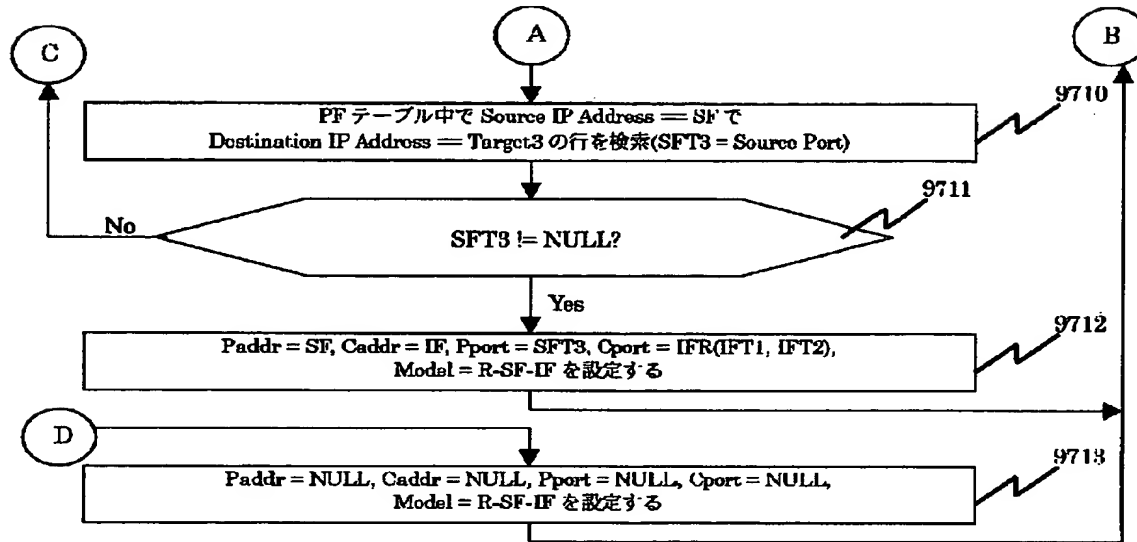 C
A
B
9710
PF テーブル中で Source IP Address == SF で
Destination IP Address == Target3 の行を検索(SFT3 = Source Port)
9711
No
SFT3 != NULL?
Yes
9712
Paddr = SF, Caddr = IF, Pport = SFT3, Cport = IFR(IFT1, IFT2),
Model = R-SF-IF を設定する
D
9713
Paddr = NULL, Caddr = NULL, Pport = NULL, Cport = NULL,
Model = R-SF-IF を設定する